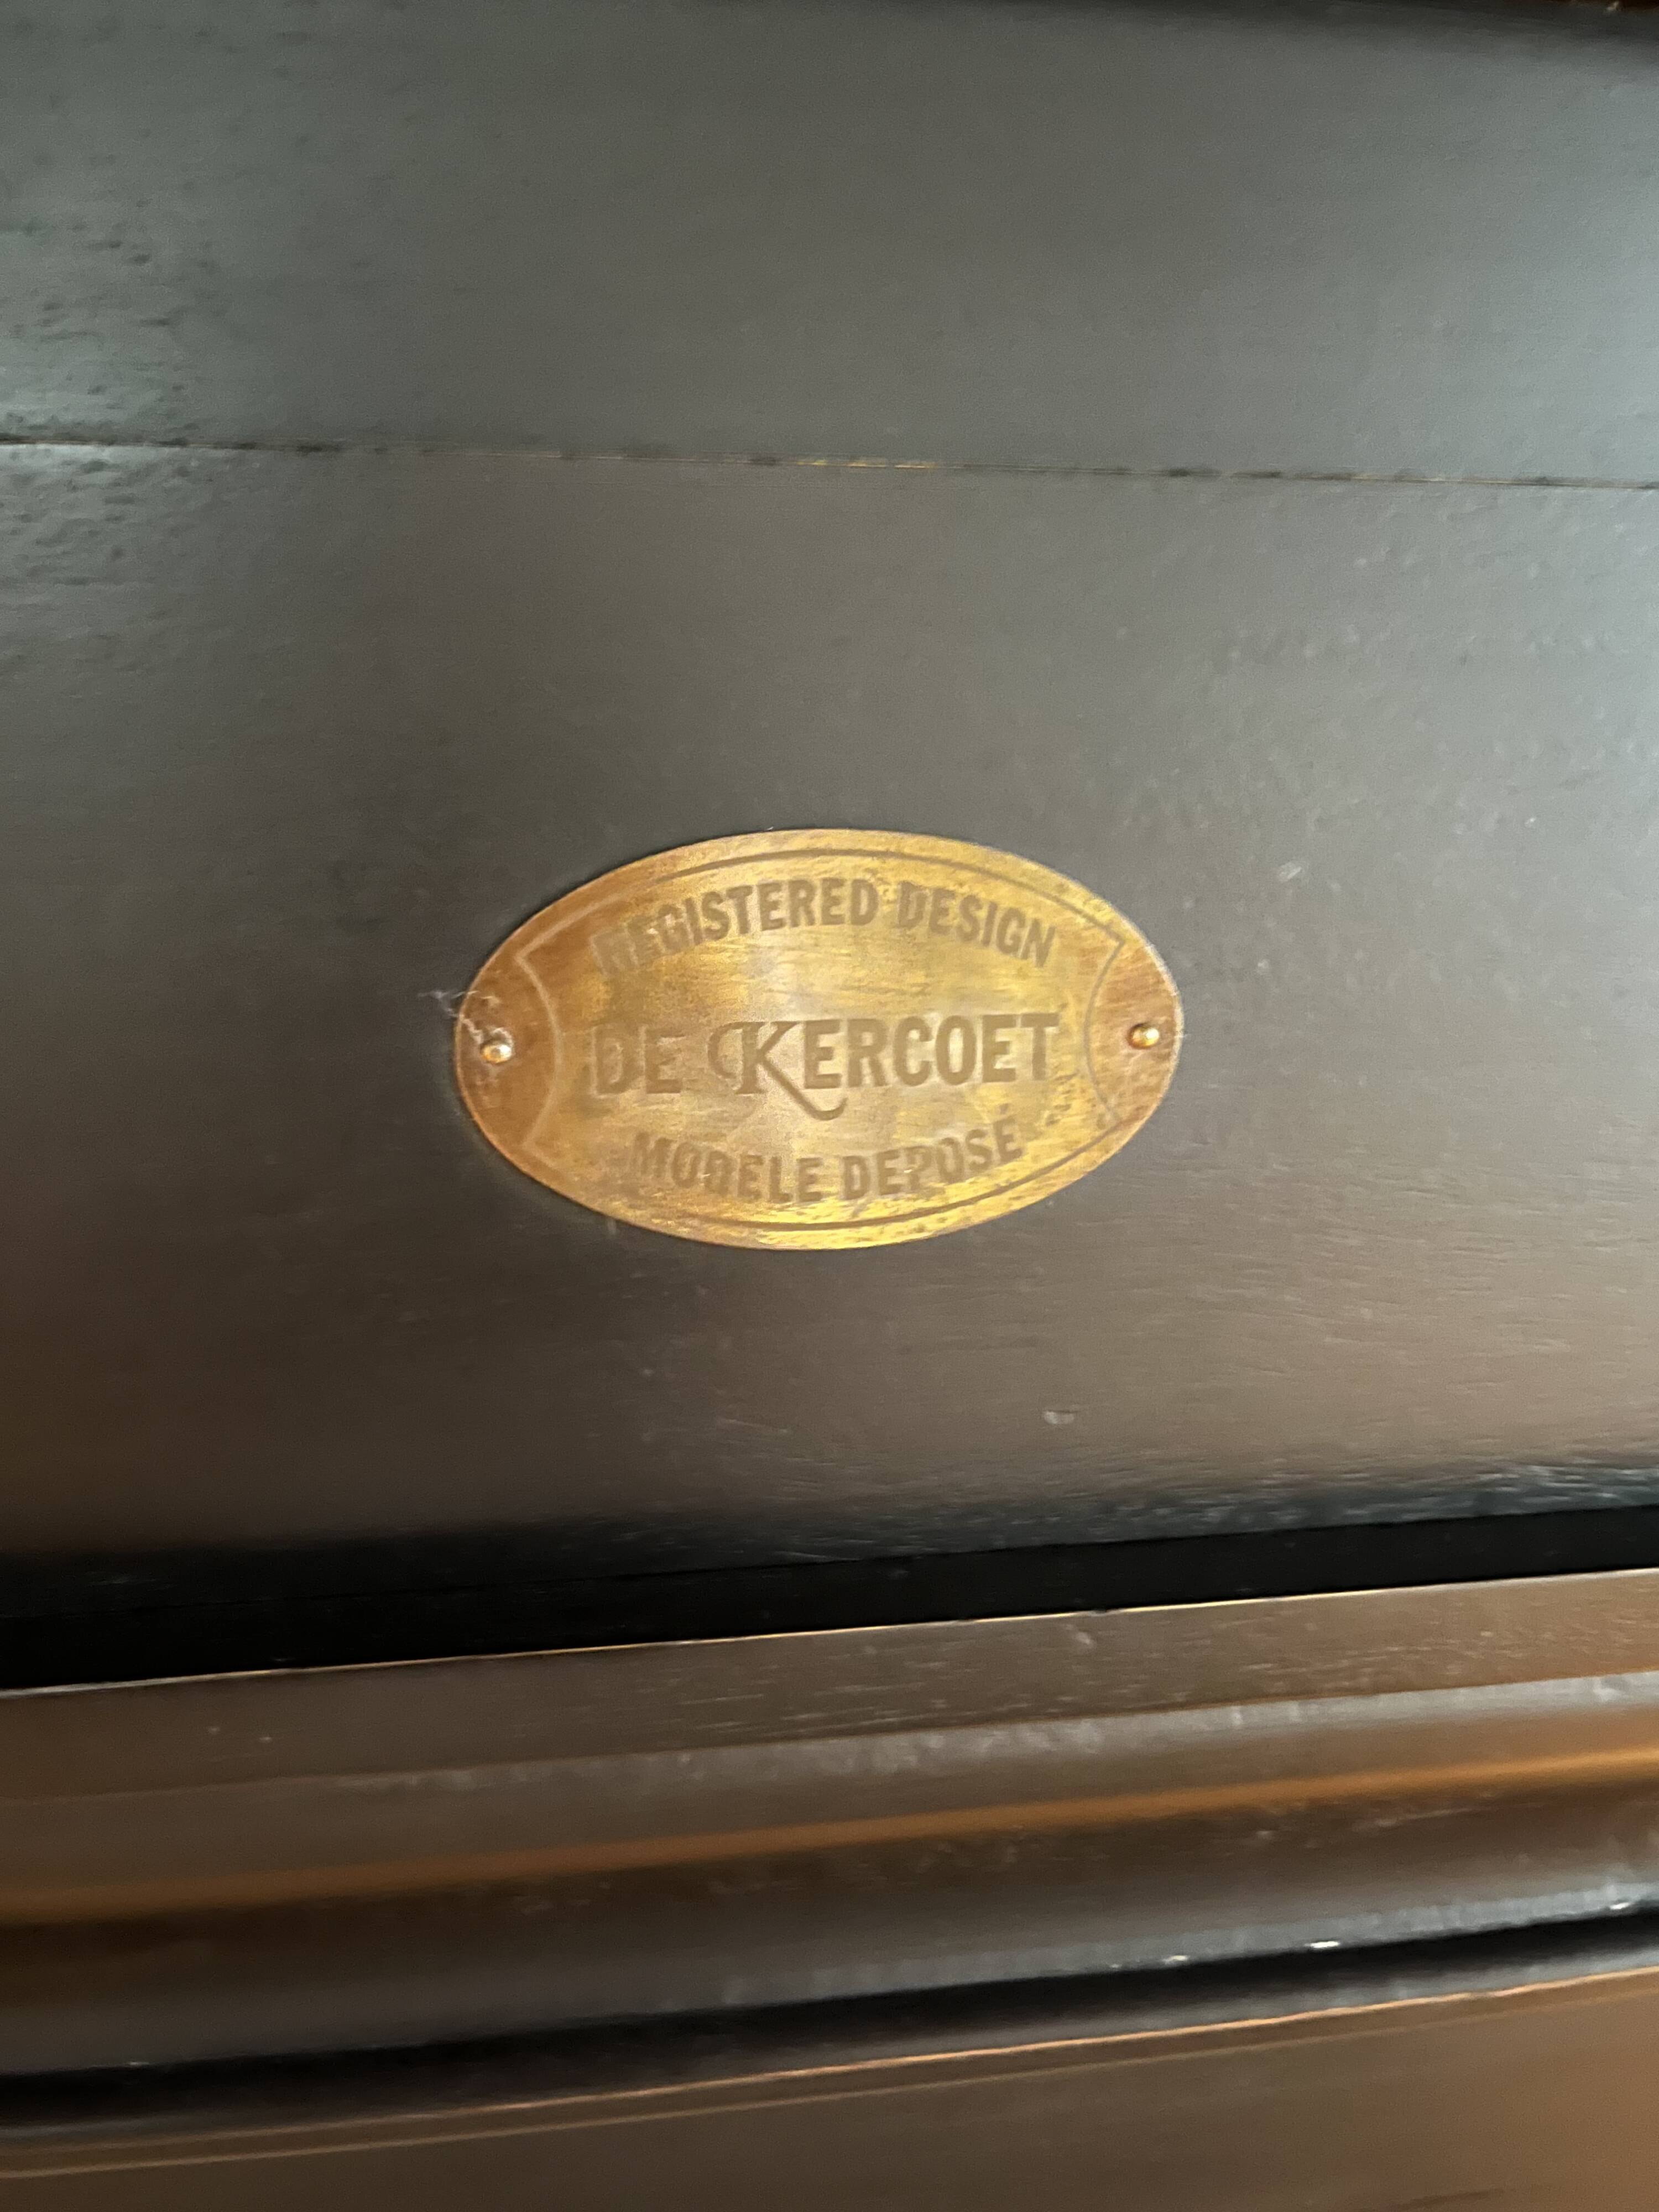 REGISTERED DESIGN
DE KERCOET
MODELE DEPOSÉ